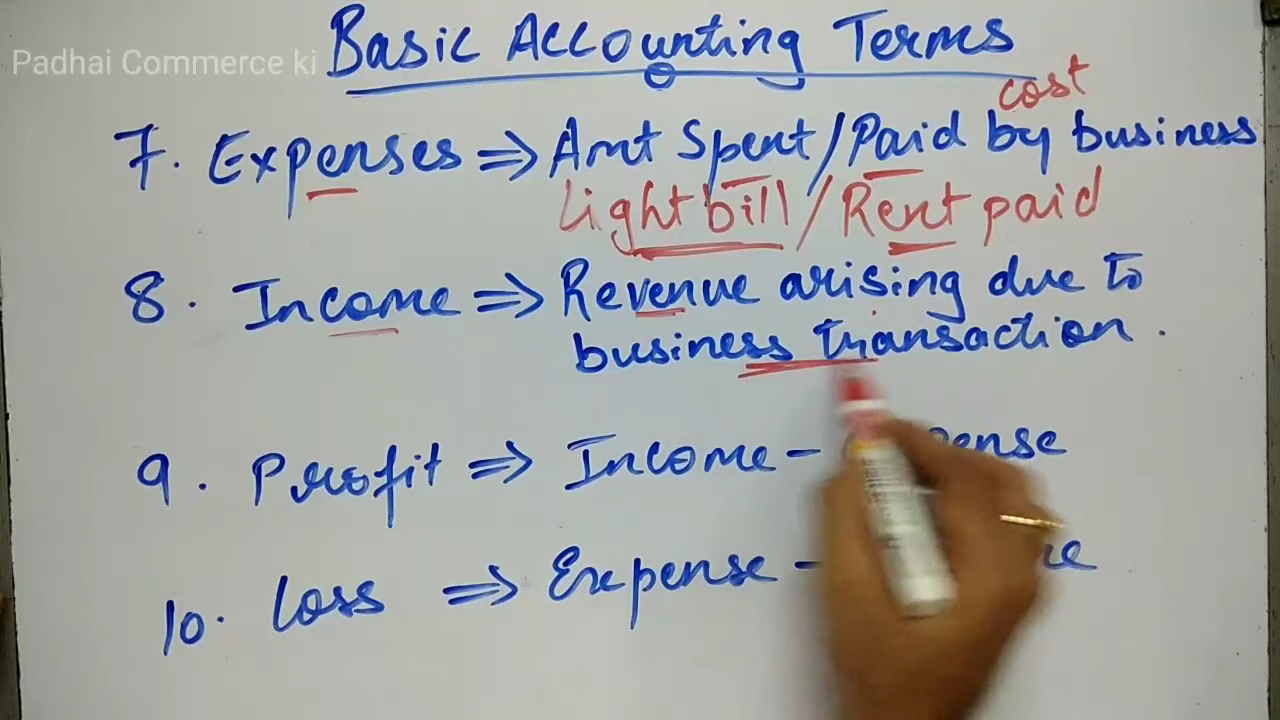 Padhai Commerce ki
Basic Accounting Terms
cost
7. Expenses ⇒ Amt Spent/Paid by business
Light bill/Rent paid
8. Income ⇒ Revenue arising due to
business transaction.
9. Profit ⇒ Income -
10. Loss ⇒ Expense -